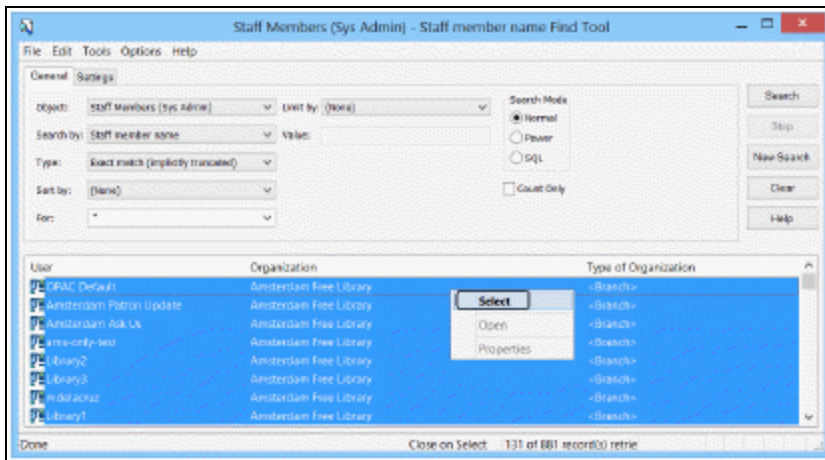 Staff Members (Sys Admin) - Staff member name Find Tool
File Edit Tools Options Help
General Settings
Object: Staff Members (Sys Admin) Limit by: (None) Search Mode Search
Normal
Search by: Staff member name Value: Power Stop
Type: Exact match (implicitly truncated) SQL New Search
Sort by: (None) Count Only Clear
For: * Help
User Organization Type of Organization
OPAC Default Amsterdam Free Library <Branch>
Select
Amsterdam Patron Update Amsterdam Free Library <Branch>
Amsterdam Ask Us Amsterdam Free Library Open <Branch>
ams-only-test Amsterdam Free Library Properties <Branch>
Library2 Amsterdam Free Library <Branch>
Library3 Amsterdam Free Library <Branch>
mdelacruz Amsterdam Free Library <Branch>
Library1 Amsterdam Free Library <Branch>
Done Close on Select 131 of 881 record(s) retrie